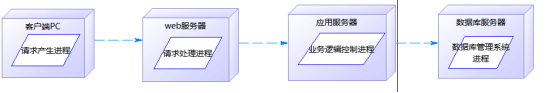 客户端PC
请求产生进程
web服务器
请求处理进程
应用服务器
业务逻辑控制进程
数据库服务器
数据库管理系统
进程